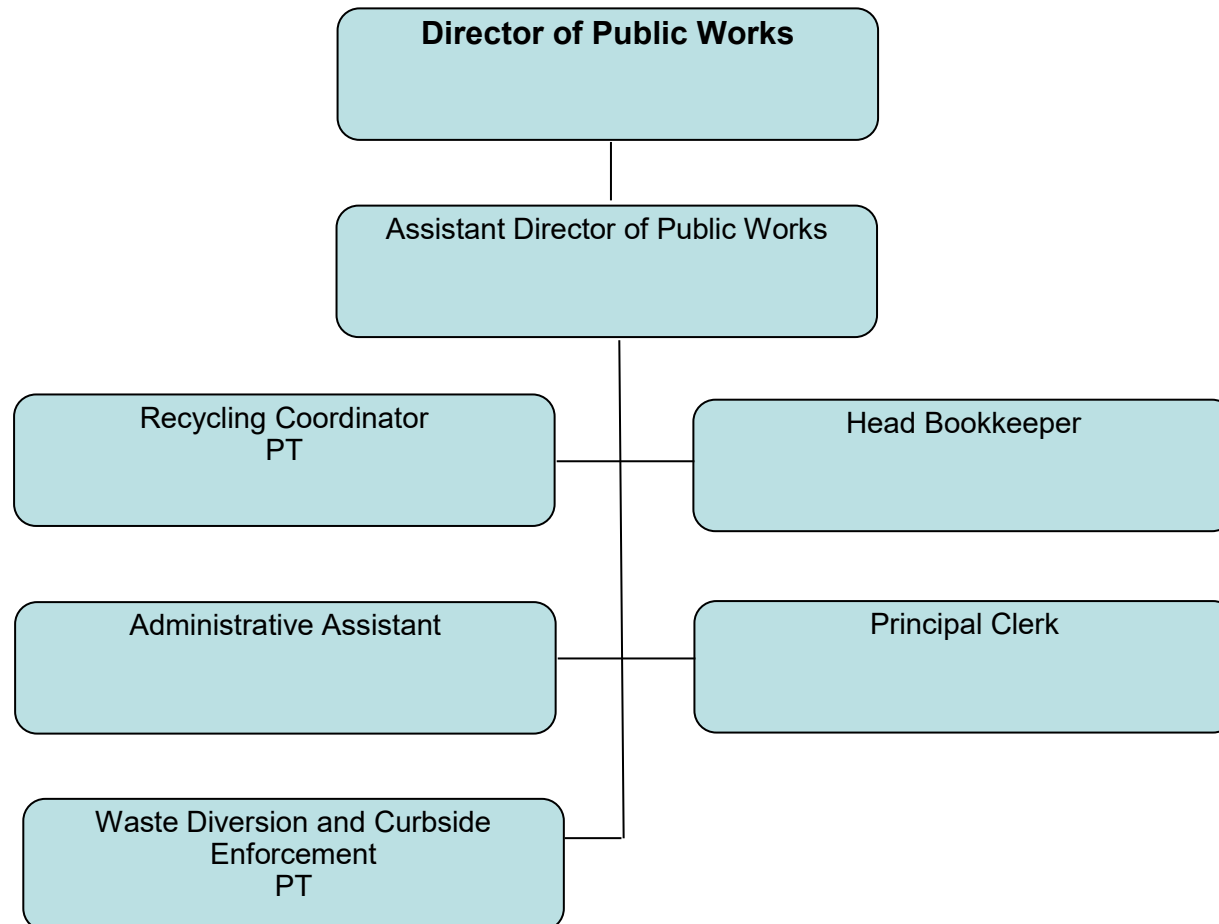 Director of Public Works
Assistant Director of Public Works
Recycling Coordinator
PT
Head Bookkeeper
Administrative Assistant
Principal Clerk
Waste Diversion and Curbside
Enforcement
PT